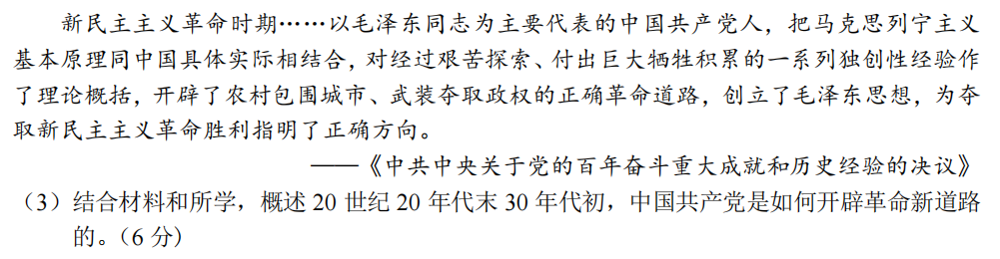 新民主主义革命时期……以毛泽东同志为主要代表的中国共产党人，把马克思列宁主义
基本原理同中国具体实际相结合，对经过艰苦探索、付出巨大牺牲积累的一系列独创性经验作
了理论概括，开辟了农村包围城市、武装夺取政权的正确革命道路，创立了毛泽东思想，为夺
取新民主主义革命胜利指明了正确方向。
——《中共中央关于党的百年奋斗重大成就和历史经验的决议》
（3）结合材料和所学，概述 20 世纪 20 年代末 30 年代初，中国共产党是如何开辟革命新道路
的。（6 分）